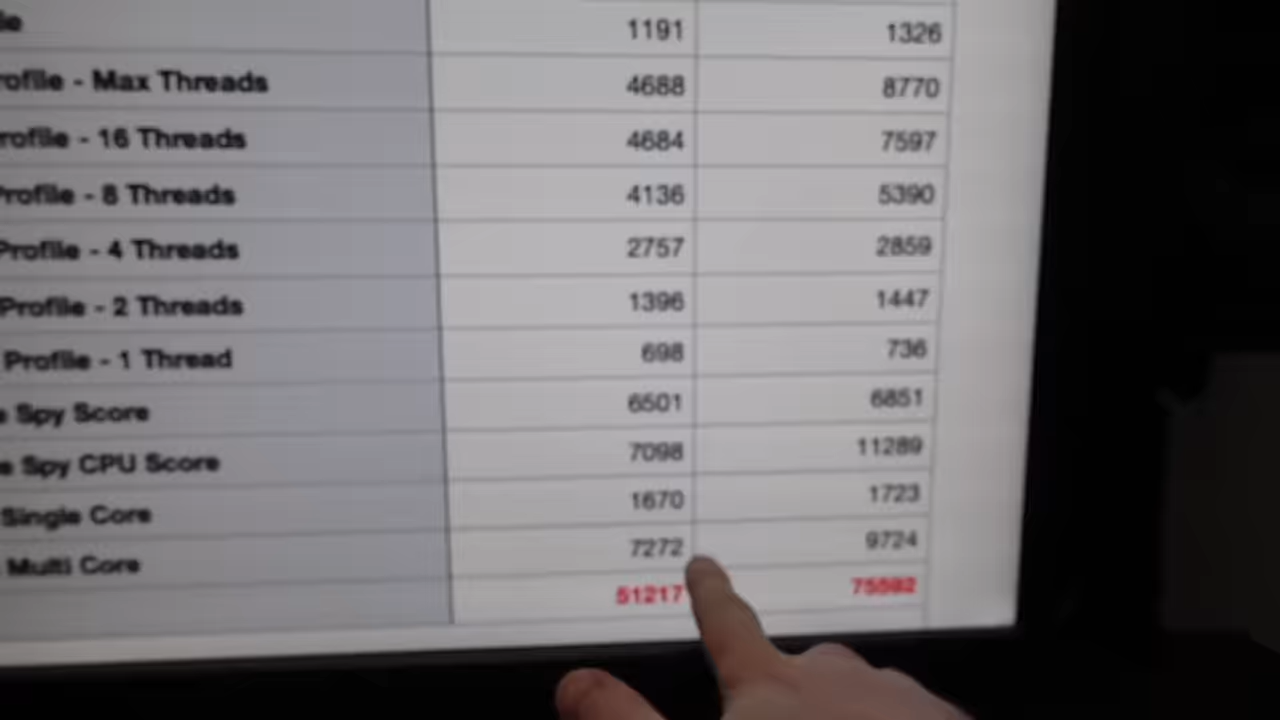 le 1191 1326
rofile - Max Threads 4688 8770
rofile - 16 Threads 4684 7597
Profile - 8 Threads 4136 5390
Profile - 4 Threads 2757 2859
Profile - 2 Threads 1396 1447
Profile - 1 Thread 698 736
e Spy Score 6501 6851
e Spy CPU Score 7098 11289
Single Core 1670 1723
Multi Core 7272 9724
51217 75592